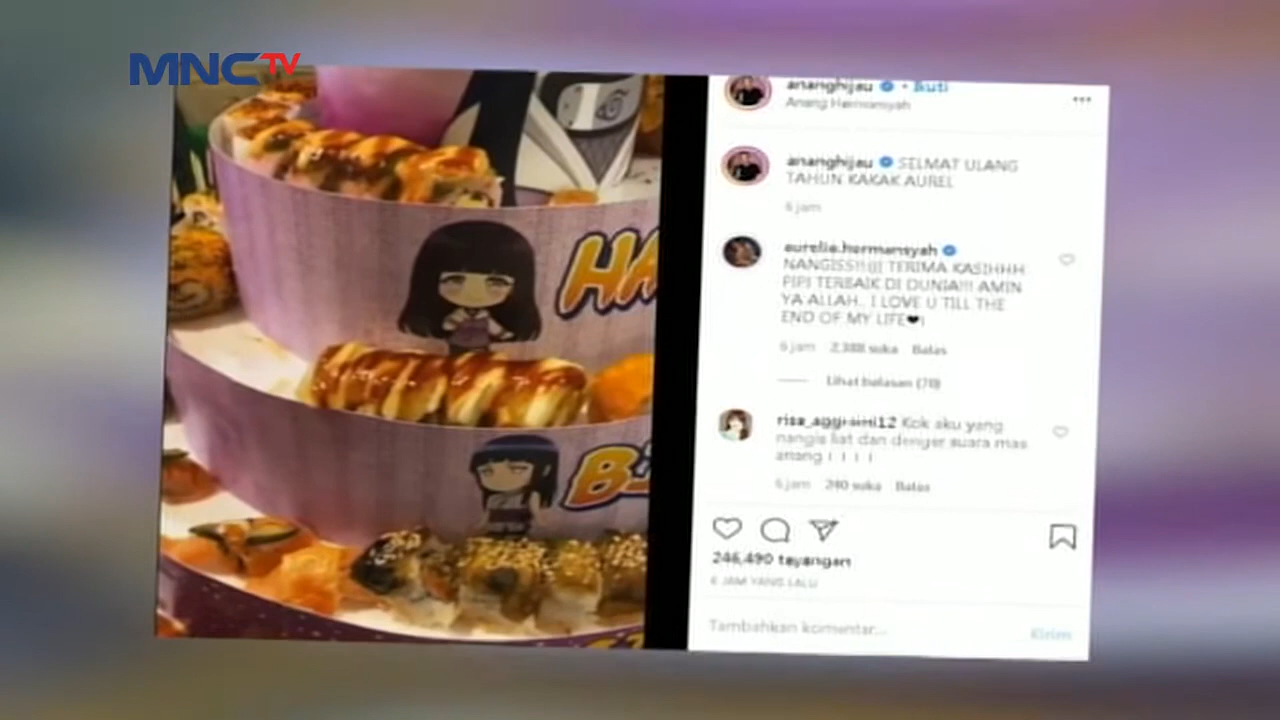 MNCTV
HA
B
ananghijau • Ikuti
Anang Hermansyah
ananghijau SELMAT ULANG
TAHUN KAKAK AUREL
6 jam
aurelie.hermansyah
TERIMA KASIHHH
PIPI TERBAIK DI DUNIA!!! AMIN
YA ALLAH.. I LOVE U TILL THE
END OF MY LIFE
6 jam 2,388 suka Balas
Lihat balasan (70)
Kok aku yang
nangis liat dan denger suara mas
anang
6 jam 240 suka Balas
246,490 tayangan
6 JAM YANG LALU
Tambahkan komentar...
Kirim